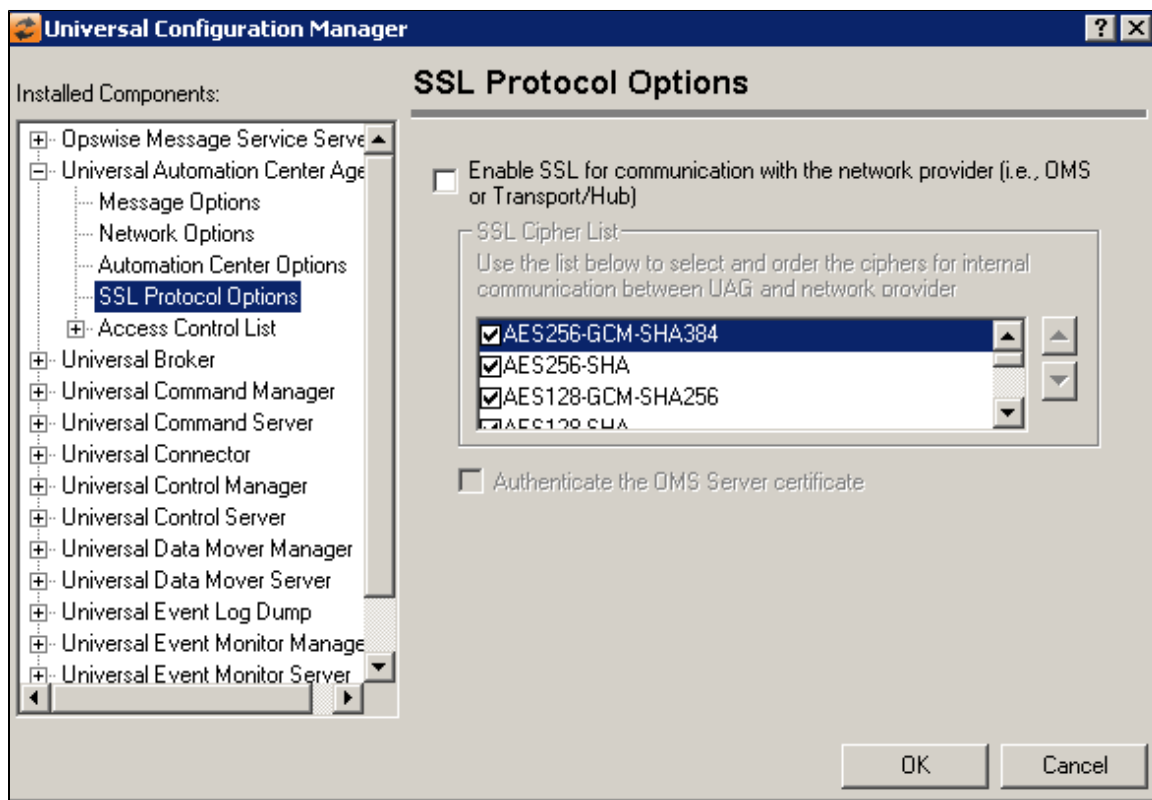 Universal Configuration Manager
Installed Components:
Opswise Message Service Serve
Universal Automation Center Age
Message Options
Network Options
Automation Center Options
SSL Protocol Options
Access Control List
Universal Broker
Universal Command Manager
Universal Command Server
Universal Connector
Universal Control Manager
Universal Control Server
Universal Data Mover Manager
Universal Data Mover Server
Universal Event Log Dump
Universal Event Monitor Manage
Universal Event Monitor Server
SSL Protocol Options
Enable SSL for communication with the network provider (i.e., OMS
or Transport/Hub)
SSL Cipher List
Use the list below to select and order the ciphers for internal
communication between UAG and network provider
AES256-GCM-SHA384
AES256-SHA
AES128-GCM-SHA256
AES128-SHA
Authenticate the OMS Server certificate
OK
Cancel